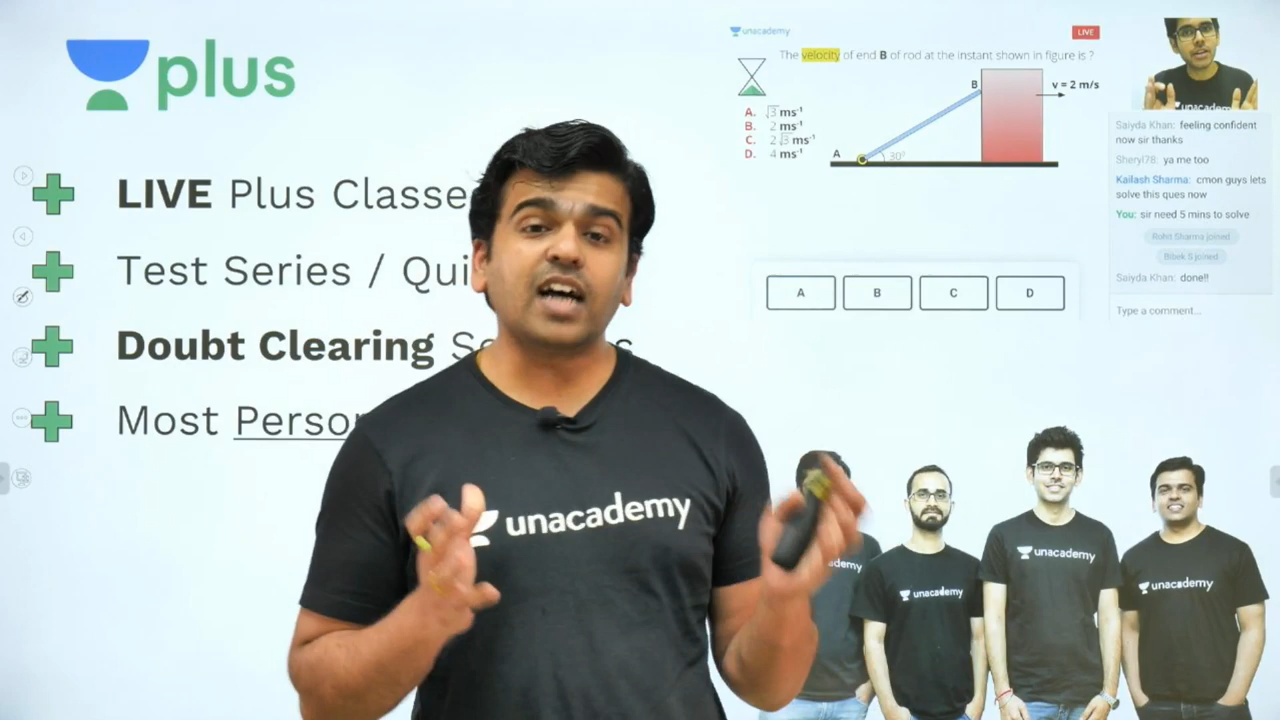 plus
LIVE Plus Classe
Test Series / Qui
Doubt Clearing
Most
unacademy
unacademy
LIVE
The velocity of end B of rod at the instant shown in figure is ?
A. √3 ms⁻¹
B. 2 ms⁻¹
C. 2√3 ms⁻¹
D. 4 ms⁻¹
B
v = 2 m/s
A
30°
A B C D
unacademy
Saiyda Khan: feeling confident
now sir thanks
Sheryl78: ya me too
Kailash Sharma: cmon guys lets
solve this ques now
You: sir need 5 mins to solve
Rohit Sharma joined
Bibek S joined
Saiyda Khan: done!!
Type a comment...
demy
unacademy
unacademy
unacademy